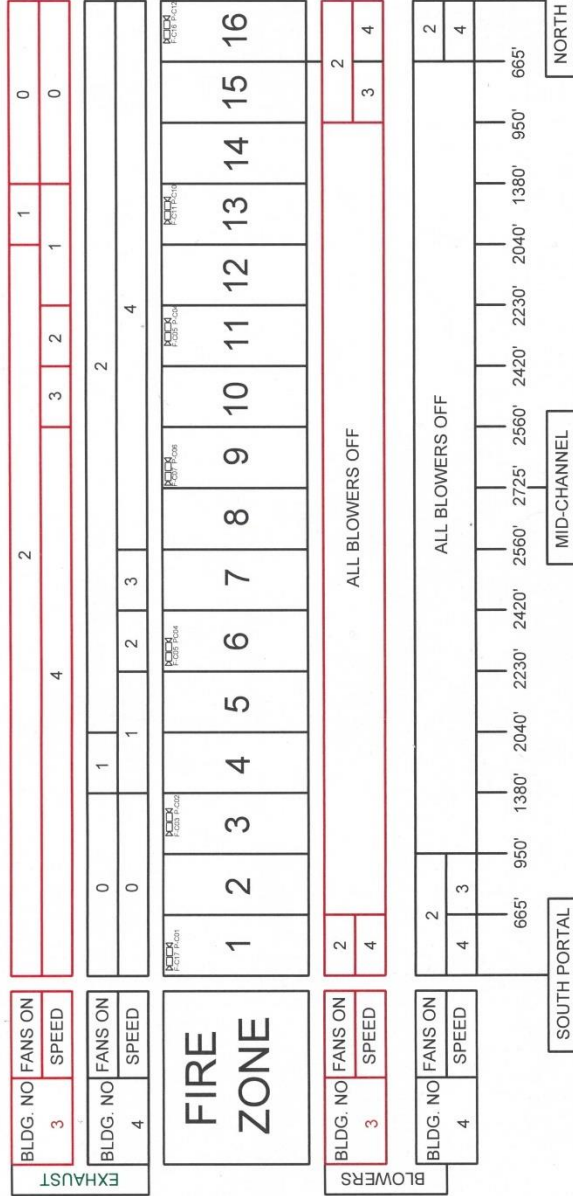 EXHAUST
BLDG. NO FANS ON 2 1 0
3 SPEED 4 3 2 1 0
BLDG. NO FANS ON 0 1 2
4 SPEED 0 1 2 3 4
FIRE
ZONE
1 2 3 4 5 6 7 8 9 10 11 12 13 14 15 16
BLOWERS
BLDG. NO FANS ON 2 ALL BLOWERS OFF 2
3 SPEED 4 3 4
BLDG. NO FANS ON 2 ALL BLOWERS OFF 2
4 SPEED 4 3 4
665' 950' 1380' 2040' 2230' 2420' 2560' 2725' 2560' 2420' 2230' 2040' 1380' 950' 665'
SOUTH PORTAL MID-CHANNEL NORTH